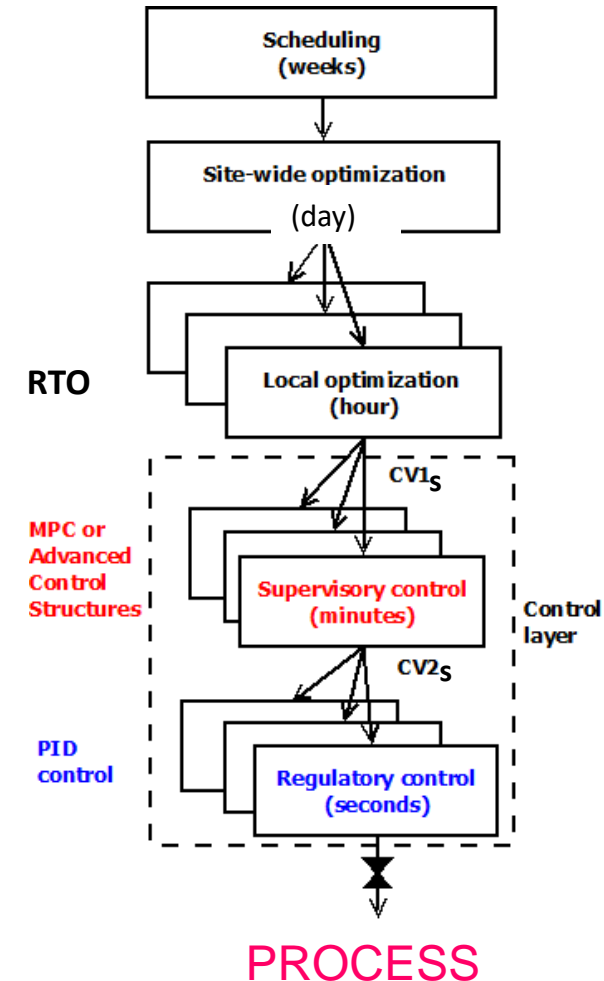 Scheduling
(weeks)
Site-wide optimization
(day)
RTO
Local optimization
(hour)
CV1s
MPC or
Advanced
Control
Structures
Supervisory control
(minutes)
Control
layer
CV2s
PID
control
Regulatory control
(seconds)
PROCESS